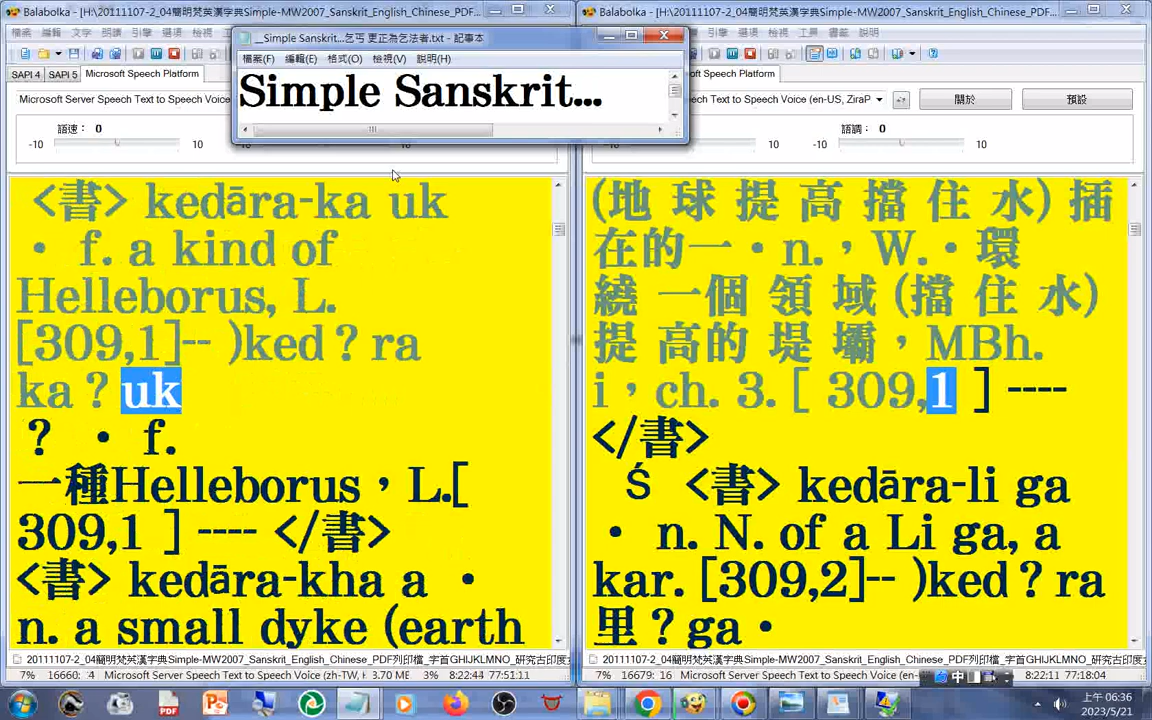 Balabolka - [H:\20111107-2_04簡明梵英漢字典Simple-MW2007_Sanskrit_English_Chinese_PDF...
Balabolka - [H:\20111107-2_04簡明梵英漢字典Simple-MW2007_Sanskrit_English_Chinese_PDF...
__Simple Sanskrit...乞丐 更正為乞法者.txt - 記事本
檔案(F) 編輯(E) 格式(O) 檢視(V) 說明(H)
Simple Sanskrit...
SAPI 4 SAPI 5 Microsoft Speech Platform
oft Speech Platform
Microsoft Server Speech Text to Speech Voice
ech Text to Speech Voice (en-US, ZiraP
關於
預設
語速： 0
-10 10
語調： 0
-10 10
<書> kedāra-ka uk
• f. a kind of
Helleborus, L.
[309,1]-- )ked？ra
ka？uk
？ • f.
一種Helleborus，L.[
309,1 ] ---- </書>
<書> kedāra-kha a •
n. a small dyke (earth
(地 球 提 高 擋 住 水) 插
在的一•n.，W.•環
繞 一個 領 域 (擋 住 水)
提 高的 堤 壩，MBh.
i，ch. 3. [ 309,1 ] ----
</書>
Ś <書> kedāra-li ga
• n. N. of a Li ga, a
kar. [309,2]-- )ked？ra
里？ga•
20111107-2_04簡明梵英漢字典Simple-MW2007_Sanskrit_English_Chinese_PDF列印檔_字首GHIJKLMNO_研究古印度
20111107-2_04簡明梵英漢字典Simple-MW2007_Sanskrit_English_Chinese_PDF列印檔_字首GHIJKLMNO_研究古印度
7% 16660: 4 Microsoft Server Speech Text to Speech Voice (zh-TW, 3.70 ME 3% 8:22:44 77:51:11
7% 16679: 16 Microsoft Server Speech Text to Speech Voice 8:22:11 77:18:04
中
上午 06:36
2023/5/21